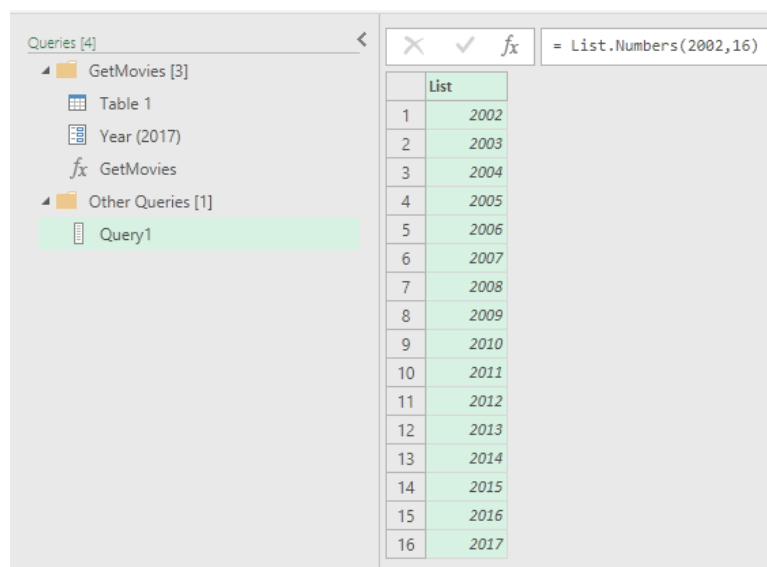 Queries [4]
GetMovies [3]
Table 1
Year (2017)
fx GetMovies
Other Queries [1]
Query1
fx = List.Numbers(2002,16)
List
1 2002
2 2003
3 2004
4 2005
5 2006
6 2007
7 2008
8 2009
9 2010
10 2011
11 2012
12 2013
13 2014
14 2015
15 2016
16 2017